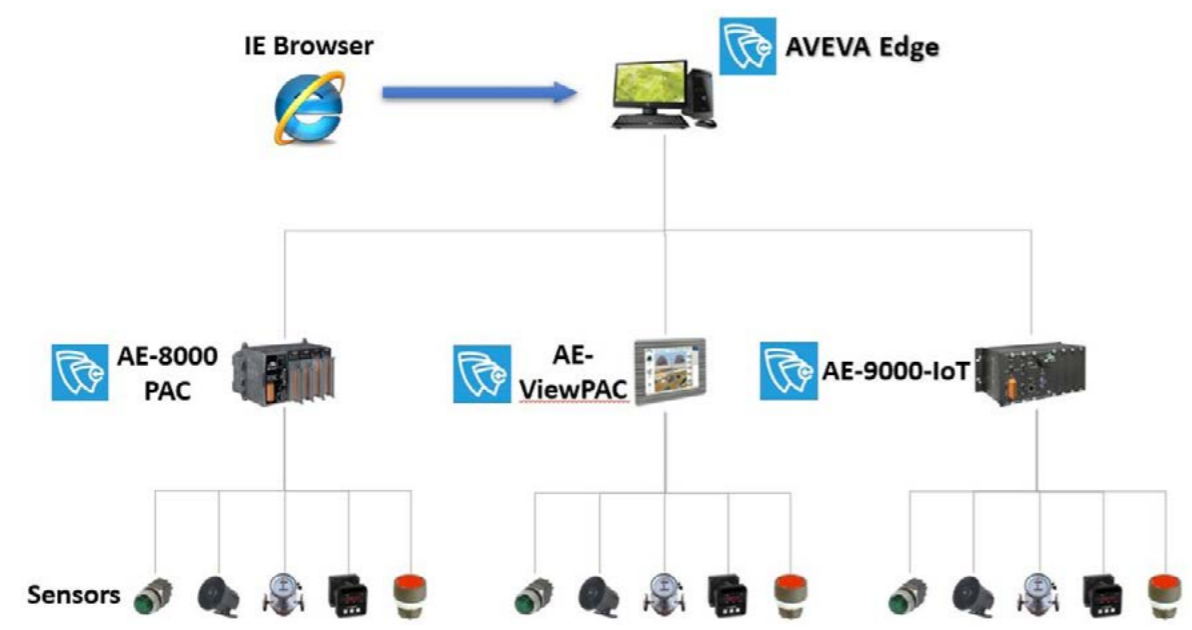 IE Browser
AVEVA Edge
AE-8000
PAC
AE-
ViewPAC
AE-9000-IoT
Sensors